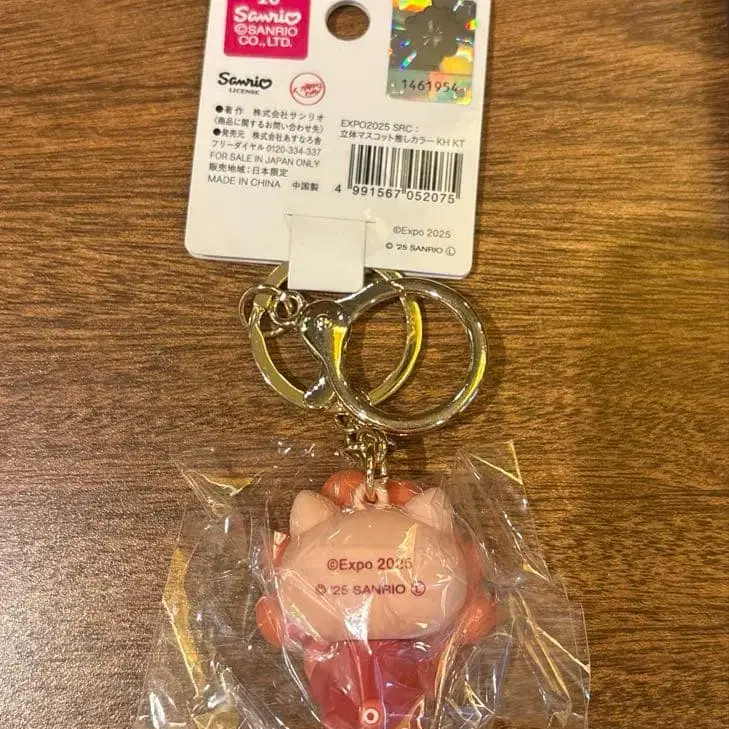 Sanrio
©SANRIO
CO., LTD.
1461954
Sanrio
LICENSE
●著作 株式会社サンリオ
(商品に関するお問い合わせ先)
●発売元 株式会社あすなろ舎
フリーダイヤル 0120-334-337
FOR SALE IN JAPAN ONLY
販売地域:日本限定
MADE IN CHINA 中国製
EXPO2025 SRC:
立体マスコット推しカラー KH KT
4 991567 052075
©Expo 2025
© '25 SANRIO Ⓛ
©Expo 2025
© '25 SANRIO Ⓛ